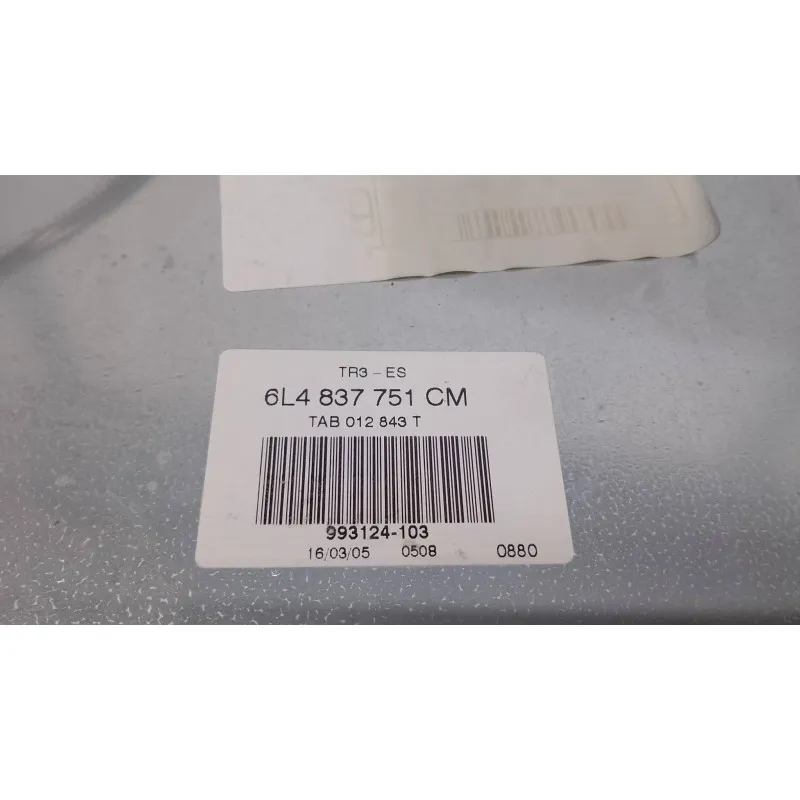 TR3 - ES
6L4 837 751 CM
TAB 012 843 T
993124-103
16/03/05 0508 0880